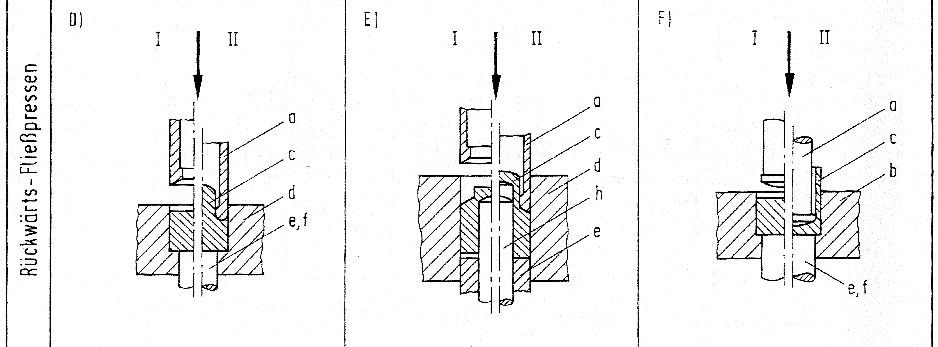 Rückwärts-Fließpressen
D)
I II
a
c
d
e,f
E)
I II
a
c
d
h
e
F)
I II
a
c
b
e,f